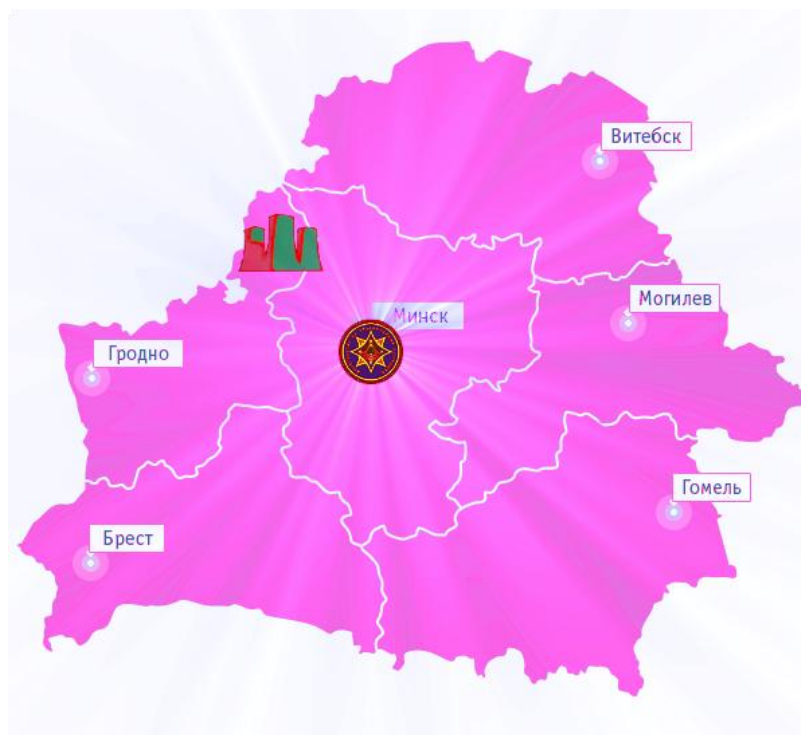 Витебск
Могилев
Минск
Гродно
Гомель
Брест